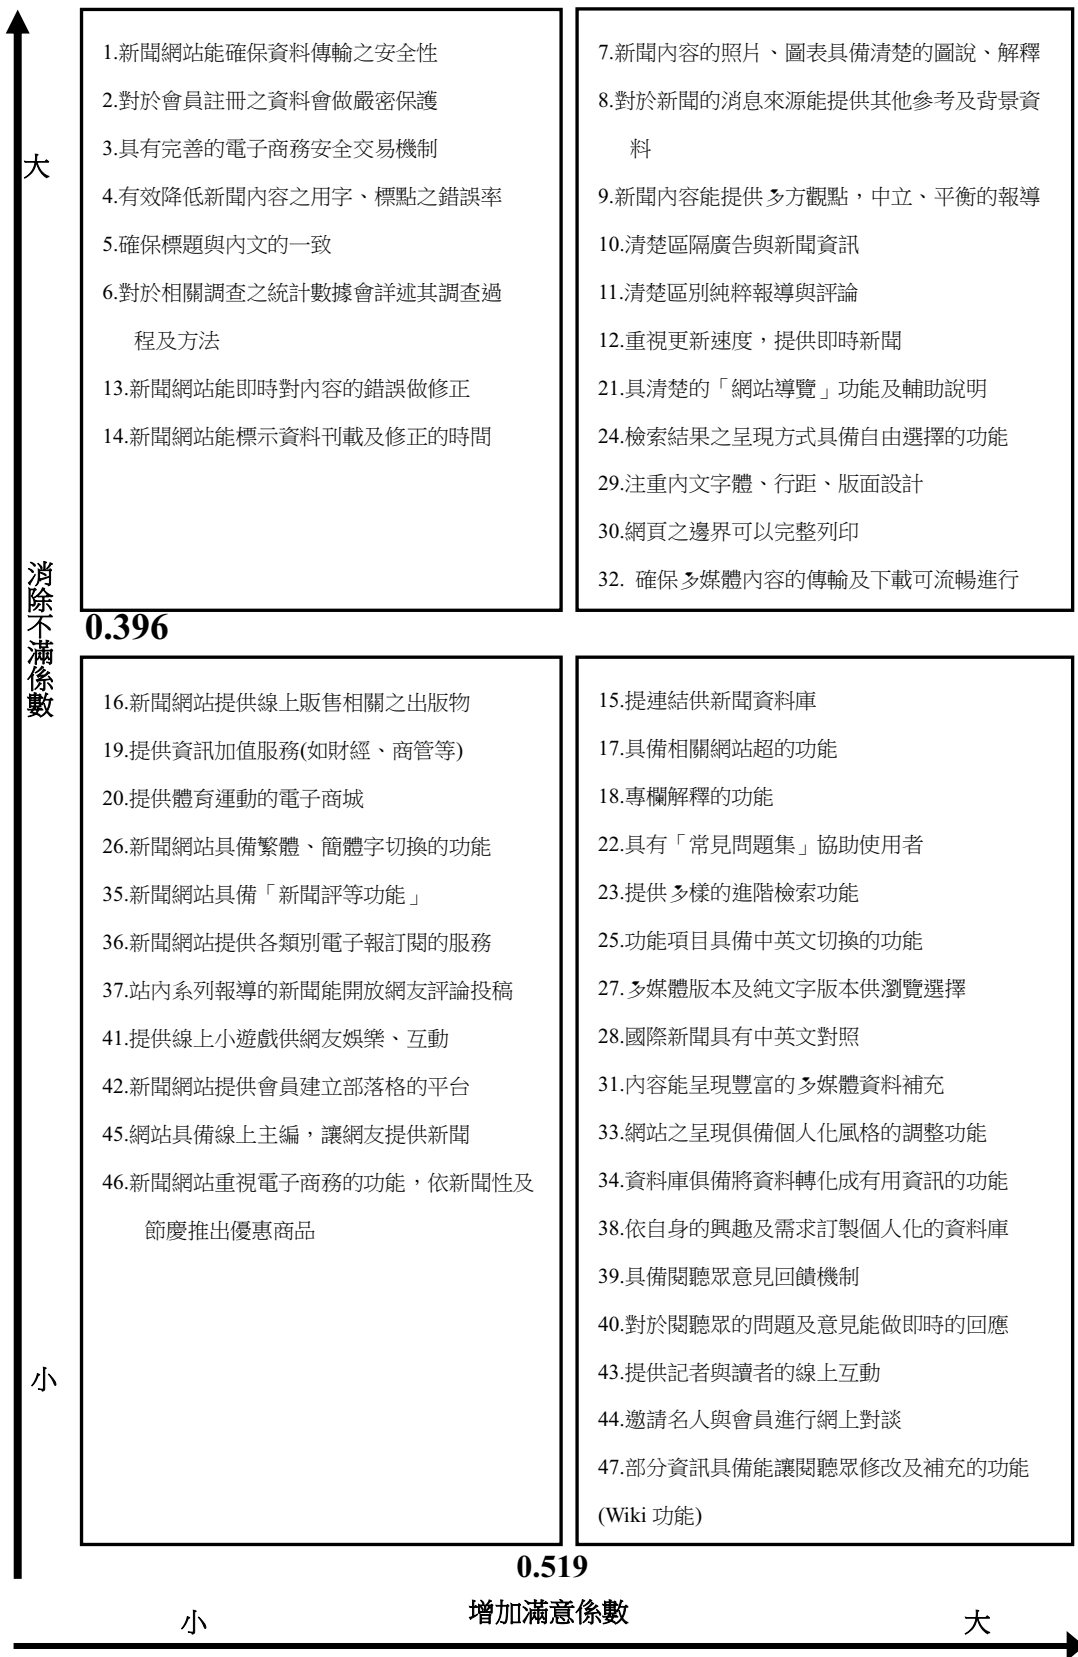 大
消除不滿係數
小
1.新聞網站能確保資料傳輸之安全性
2.對於會員註冊之資料會做嚴密保護
3.具有完善的電子商務安全交易機制
4.有效降低新聞內容之用字、標點之錯誤率
5.確保標題與內文的一致
6.對於相關調查之統計數據會詳述其調查過
程及方法
13.新聞網站能即時對內容的錯誤做修正
14.新聞網站能標示資料刊載及修正的時間
7.新聞內容的照片、圖表具備清楚的圖說、解釋
8.對於新聞的消息來源能提供其他參考及背景資
料
9.新聞內容能提供多方觀點，中立、平衡的報導
10.清楚區隔廣告與新聞資訊
11.清楚區別純粹報導與評論
12.重視更新速度，提供即時新聞
21.具清楚的「網站導覽」功能及輔助說明
24.檢索結果之呈現方式具備自由選擇的功能
29.注重內文字體、行距、版面設計
30.網頁之邊界可以完整列印
32. 確保多媒體內容的傳輸及下載可流暢進行
0.396
16.新聞網站提供線上販售相關之出版物
19.提供資訊加值服務(如財經、商管等)
20.提供體育運動的電子商城
26.新聞網站具備繁體、簡體字切換的功能
35.新聞網站具備「新聞評等功能」
36.新聞網站提供各類別電子報訂閱的服務
37.站內系列報導的新聞能開放網友評論投稿
41.提供線上小遊戲供網友娛樂、互動
42.新聞網站提供會員建立部落格的平台
45.網站具備線上主編，讓網友提供新聞
46.新聞網站重視電子商務的功能，依新聞性及
節慶推出優惠商品
15.提連結供新聞資料庫
17.具備相關網站超的功能
18.專欄解釋的功能
22.具有「常見問題集」協助使用者
23.提供多樣的進階檢索功能
25.功能項目具備中英文切換的功能
27.多媒體版本及純文字版本供瀏覽選擇
28.國際新聞具有中英文對照
31.內容能呈現豐富的多媒體資料補充
33.網站之呈現俱備個人化風格的調整功能
34.資料庫俱備將資料轉化成有用資訊的功能
38.依自身的興趣及需求訂製個人化的資料庫
39.具備閱聽眾意見回饋機制
40.對於閱聽眾的問題及意見能做即時的回應
43.提供記者與讀者的線上互動
44.邀請名人與會員進行網上對談
47.部分資訊具備能讓閱聽眾修改及補充的功能
(Wiki 功能)
0.519
小
增加滿意係數
大